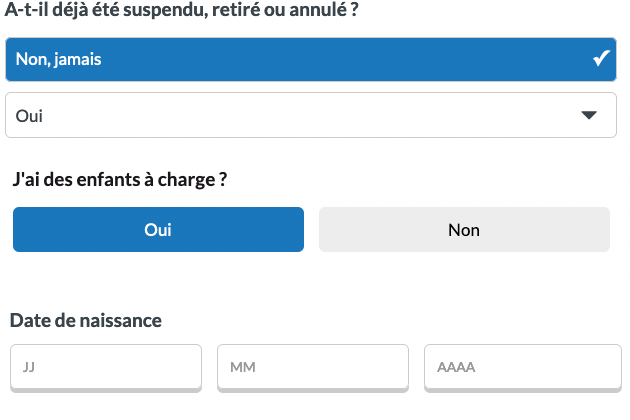 A-t-il déjà été suspendu, retiré ou annulé ?
Non, jamais
Oui
J'ai des enfants à charge ?
Oui Non
Date de naissance
JJ MM AAAA